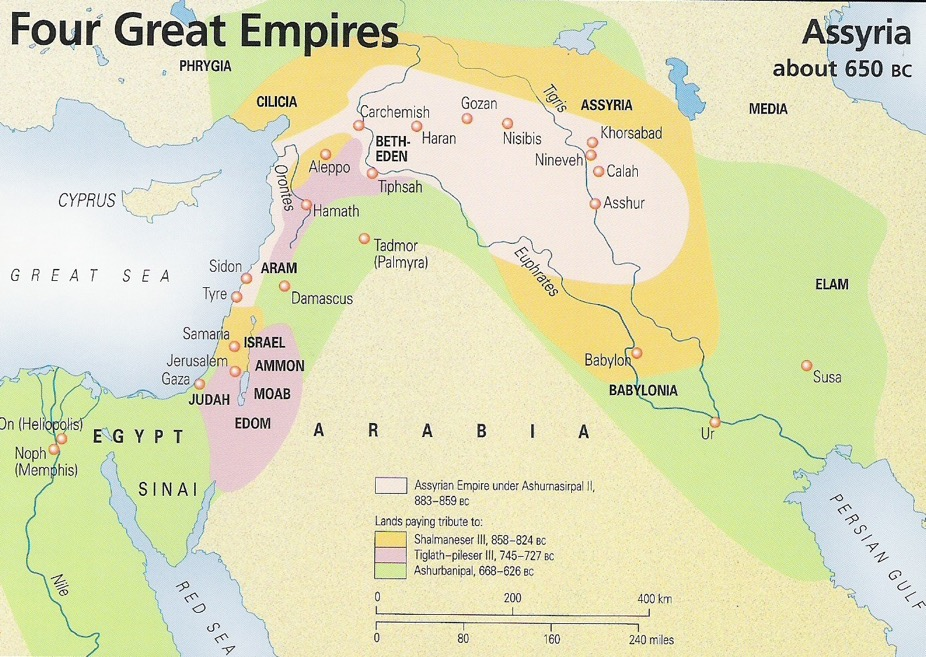 Four Great Empires
Assyria
about 650 BC
PHRYGIA
CILICIA
Carchemish
Gozan
Tigris
ASSYRIA
MEDIA
BETH-
EDEN
Haran
Nisibis
Khorsabad
Nineveh
Calah
Aleppo
Tiphsah
Orontes
CYPRUS
Hamath
Asshur
Tadmor
(Palmyra)
GREAT SEA
Sidon
ARAM
Euphrates
ELAM
Tyre
Damascus
Samaria
ISRAEL
Jerusalem
AMMON
Babylon
Gaza
Susa
JUDAH
MOAB
BABYLONIA
EDOM
On (Heliopolis)
EGYPT
ARABIA
Ur
Noph
(Memphis)
SINAI
Assyrian Empire under Ashurnasirpal II,
883–859 BC
Lands paying tribute to:
Shalmaneser III, 858–824 BC
Tiglath-pileser III, 745–727 BC
Ashurbanipal, 668–626 BC
PERSIAN GULF
Nile
RED SEA
0 200 400 km
0 80 160 240 miles